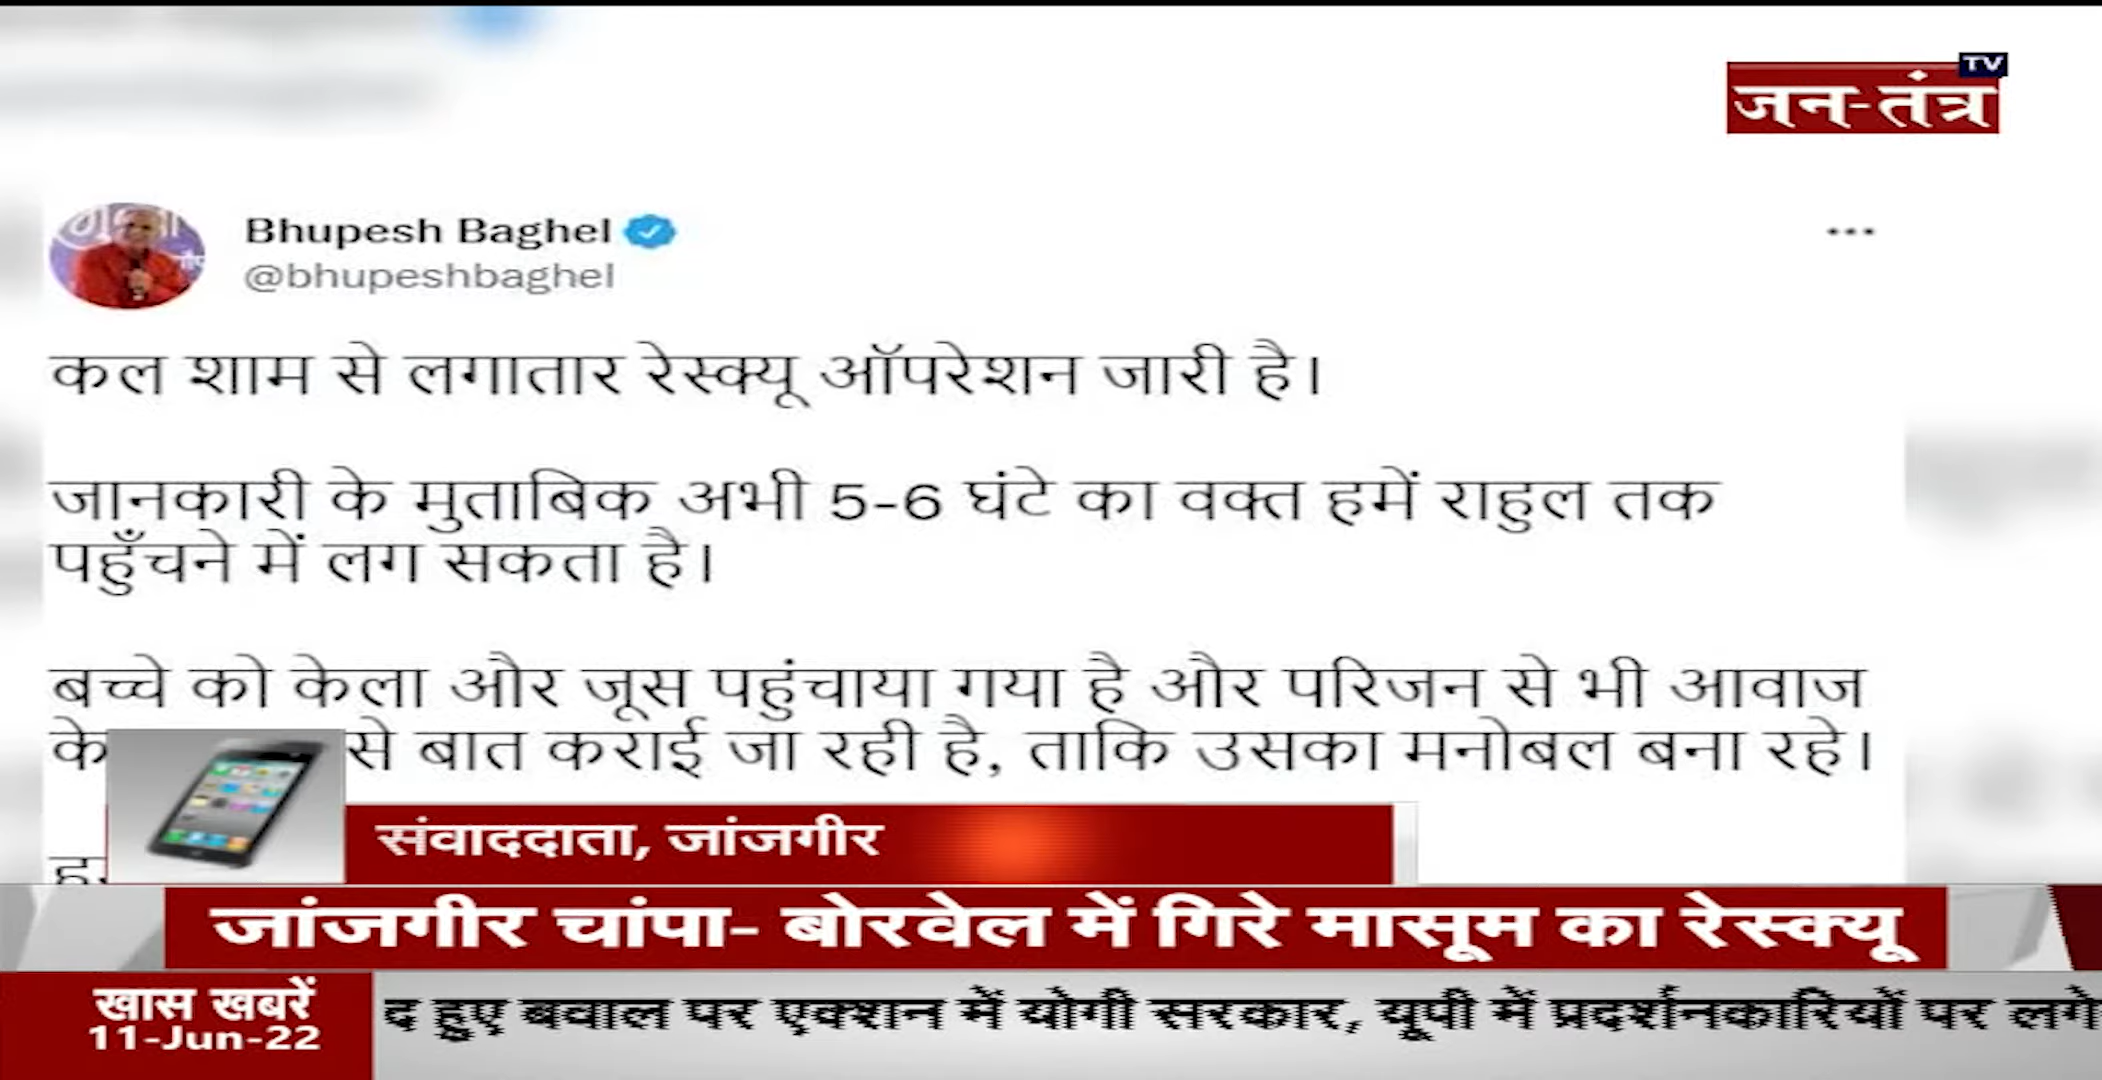 TV
जन-तंत्र
Bhupesh Baghel
@bhupeshbaghel
कल शाम से लगातार रेस्क्यू ऑपरेशन जारी है।
जानकारी के मुताबिक अभी 5-6 घंटे का वक्त हमें राहुल तक
पहुँचने में लग सकता है।
बच्चे को केला और जूस पहुंचाया गया है और परिजन से भी आवाज
के से बात कराई जा रही है, ताकि उसका मनोबल बना रहे।
संवाददाता, जांजगीर
जांजगीर चांपा- बोरवेल में गिरे मासूम का रेस्क्यू
खास खबरें
11-Jun-22
हुए बवाल पर एक्शन में योगी सरकार, यूपी में प्रदर्शनकारियों पर लगे